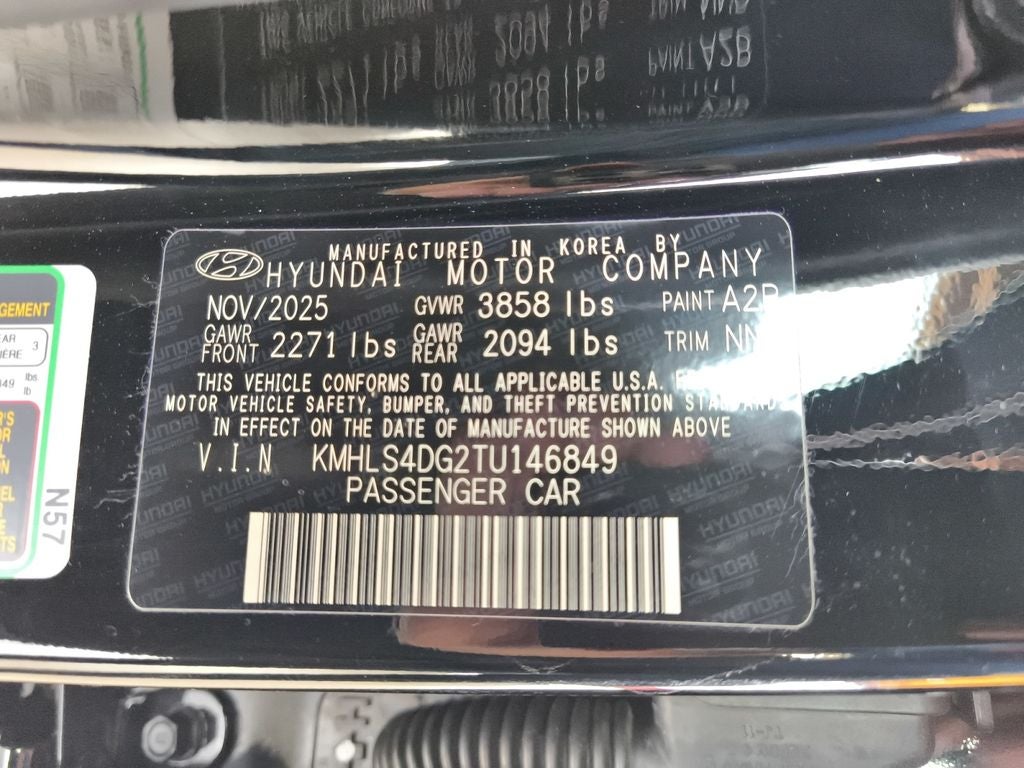 MANUFACTURED IN KOREA BY
HYUNDAI MOTOR COMPANY
NOV/2025 GVWR 3858 lbs PAINT A2B
GAWR FRONT 2271 lbs GAWR REAR 2094 lbs TRIM NN
THIS VEHICLE CONFORMS TO ALL APPLICABLE U.S.A.
MOTOR VEHICLE SAFETY, BUMPER, AND THEFT PREVENTION
IN EFFECT ON THE DATE OF MANUFACTURE SHOWN ABOVE
V.I.N KMHLS4DG2TU146849
PASSENGER CAR
N57